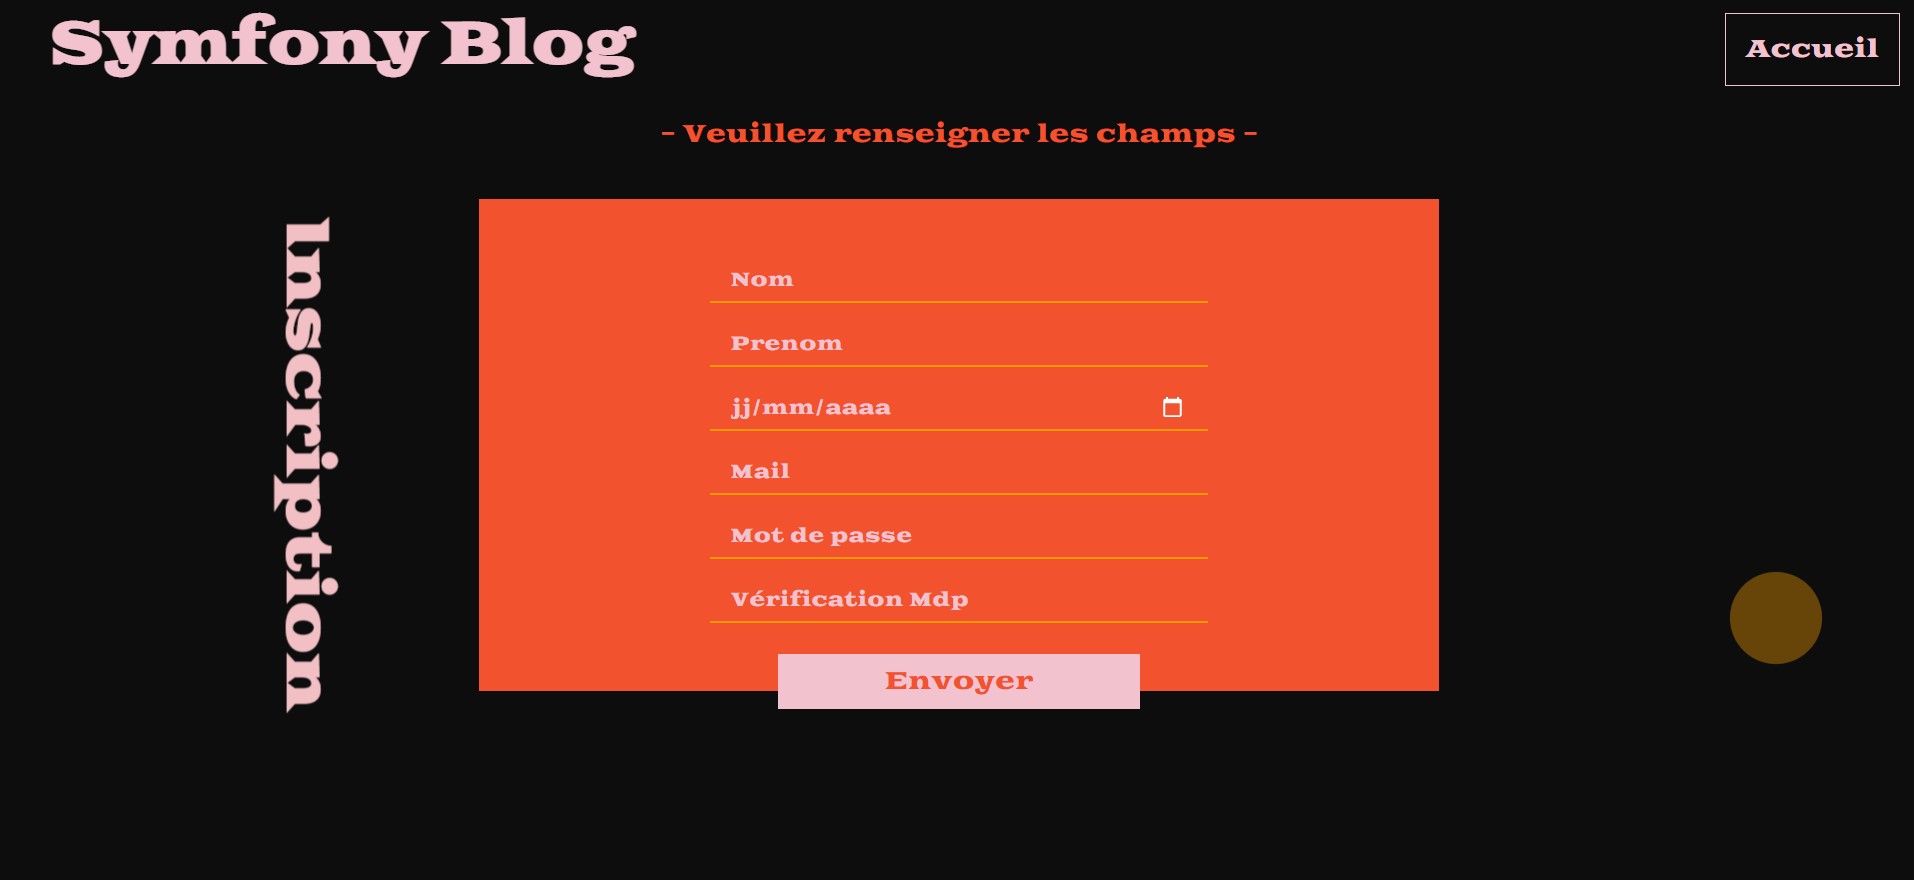 Symfony Blog
Accueil
- Veuillez renseigner les champs -
Inscription
Nom
Prenom
jj/mm/aaaa
Mail
Mot de passe
Vérification Mdp
Envoyer